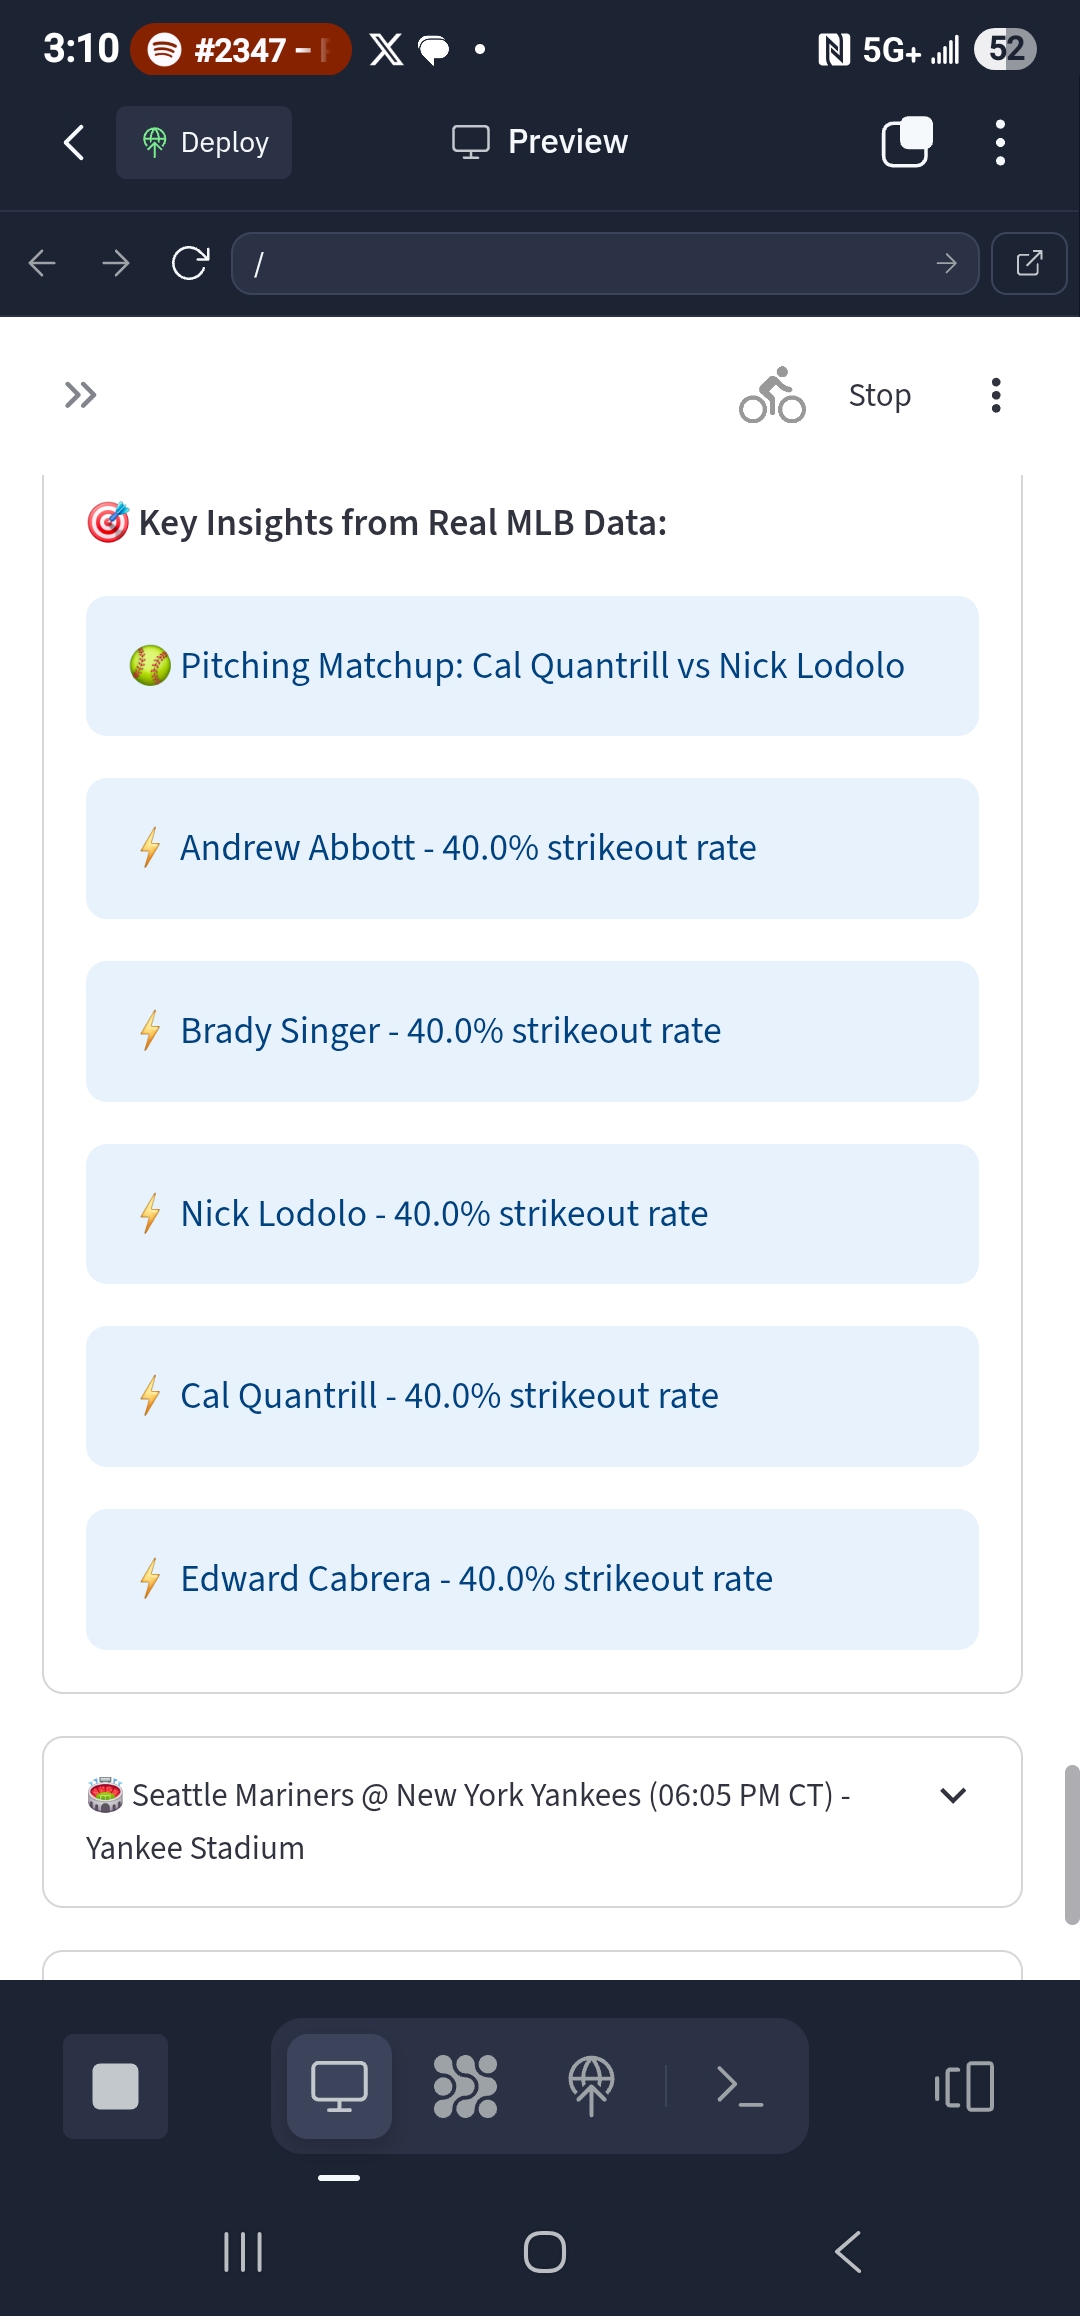 3:10 #2347 – 5G+ 52
Deploy Preview
/
Stop
Key Insights from Real MLB Data:
Pitching Matchup: Cal Quantrill vs Nick Lodolo
Andrew Abbott - 40.0% strikeout rate
Brady Singer - 40.0% strikeout rate
Nick Lodolo - 40.0% strikeout rate
Cal Quantrill - 40.0% strikeout rate
Edward Cabrera - 40.0% strikeout rate
Seattle Mariners @ New York Yankees (06:05 PM CT) -
Yankee Stadium